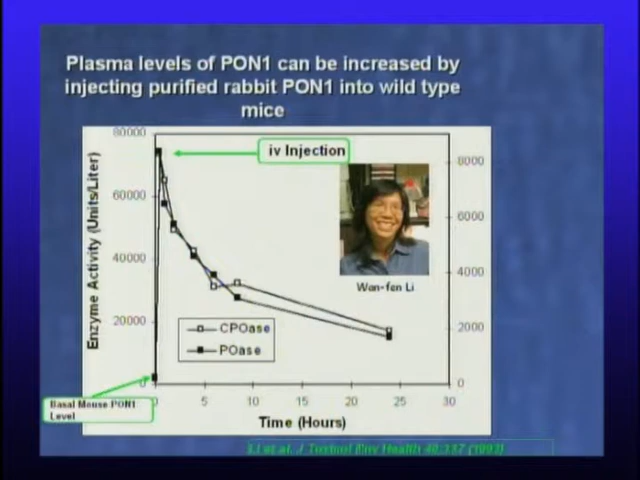 Plasma levels of PON1 can be increased by
injecting purified rabbit PON1 into wild type
mice
80000
60000
40000
20000
0
Enzyme Activity (Units/Liter)
iv Injection
8000
6000
4000
2000
0
Wan-fen Li
CPOase
POase
Basal Mouse PON1
Level
0 5 10 15 20 25 30
Time (Hours)
Li et al. J Toxicol Env Health